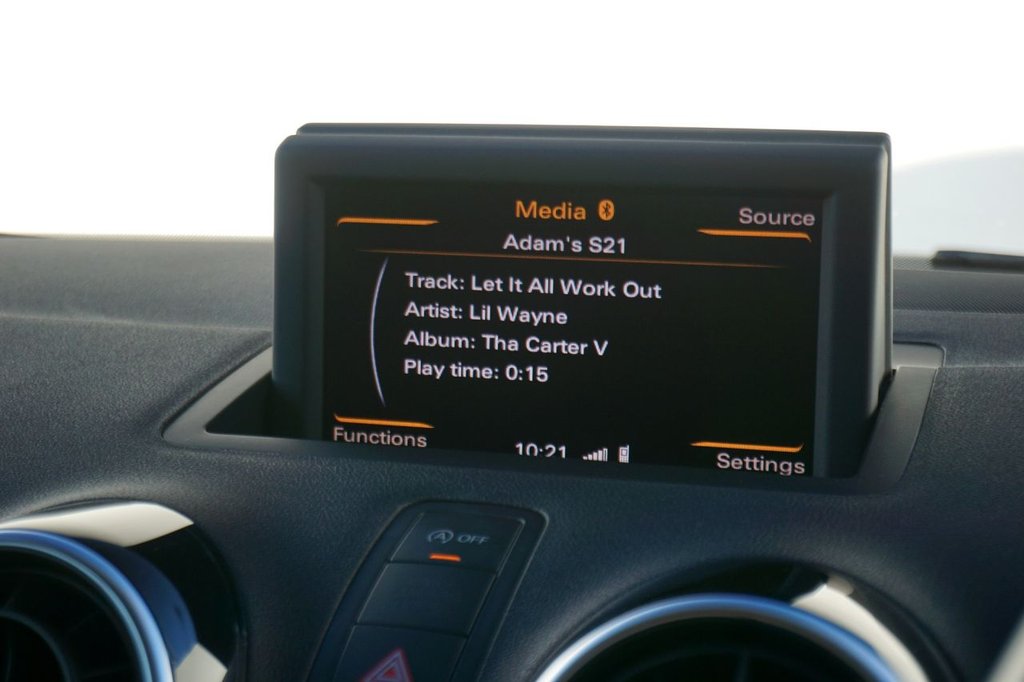 Media
Source
Adam's S21
Track: Let It All Work Out
Artist: Lil Wayne
Album: Tha Carter V
Play time: 0:15
Functions
10:21
Settings
(A) OFF